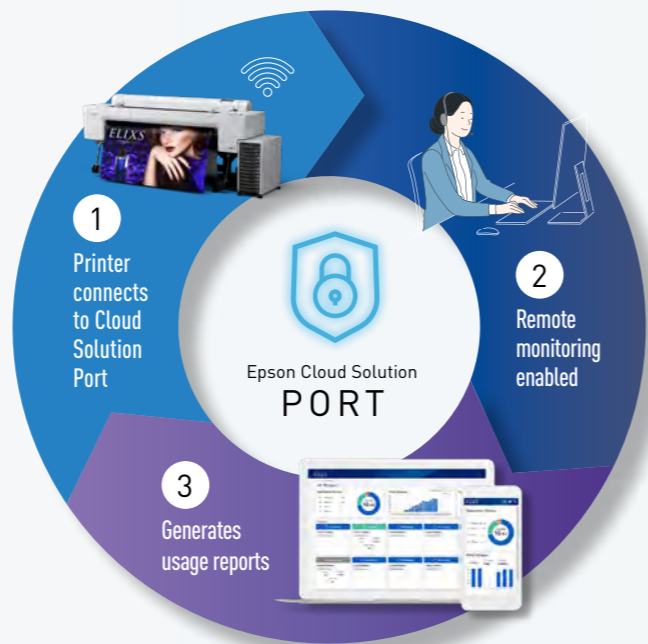 ELIXS
1
Printer
connects
to Cloud
Solution
Port
2
Remote
monitoring
enabled
Epson Cloud Solution
PORT
3
Generates
usage reports